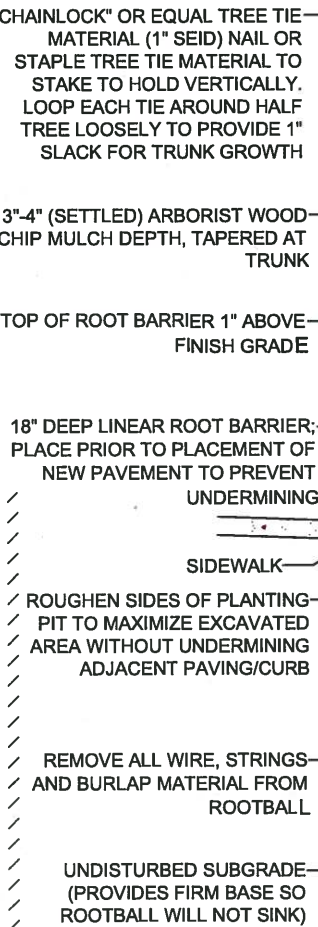 CHAINLOCK" OR EQUAL TREE TIE
MATERIAL (1" SEID) NAIL OR
STAPLE TREE TIE MATERIAL TO
STAKE TO HOLD VERTICALLY.
LOOP EACH TIE AROUND HALF
TREE LOOSELY TO PROVIDE 1"
SLACK FOR TRUNK GROWTH
3"-4" (SETTLED) ARBORIST WOOD
CHIP MULCH DEPTH, TAPERED AT
TRUNK
TOP OF ROOT BARRIER 1" ABOVE
FINISH GRADE
18" DEEP LINEAR ROOT BARRIER;
PLACE PRIOR TO PLACEMENT OF
NEW PAVEMENT TO PREVENT
UNDERMINING
SIDEWALK
ROUGHEN SIDES OF PLANTING
PIT TO MAXIMIZE EXCAVATED
AREA WITHOUT UNDERMINING
ADJACENT PAVING/CURB
REMOVE ALL WIRE, STRINGS
AND BURLAP MATERIAL FROM
ROOTBALL
UNDISTURBED SUBGRADE
(PROVIDES FIRM BASE SO
ROOTBALL WILL NOT SINK)